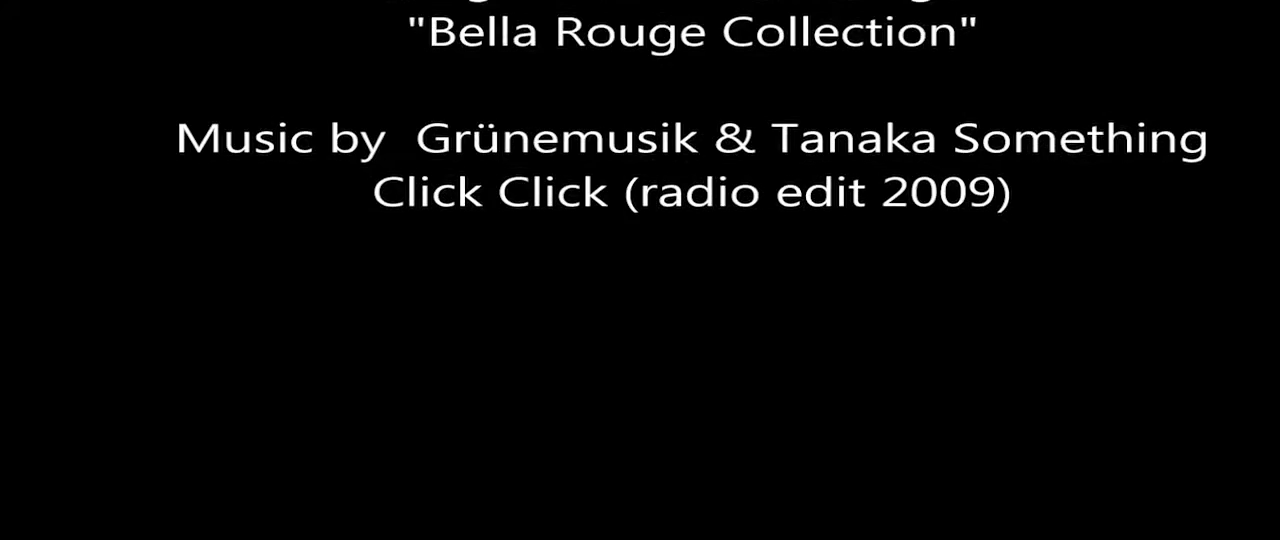 "Bella Rouge Collection"
Music by  Grünemusik & Tanaka Something
Click Click (radio edit 2009)